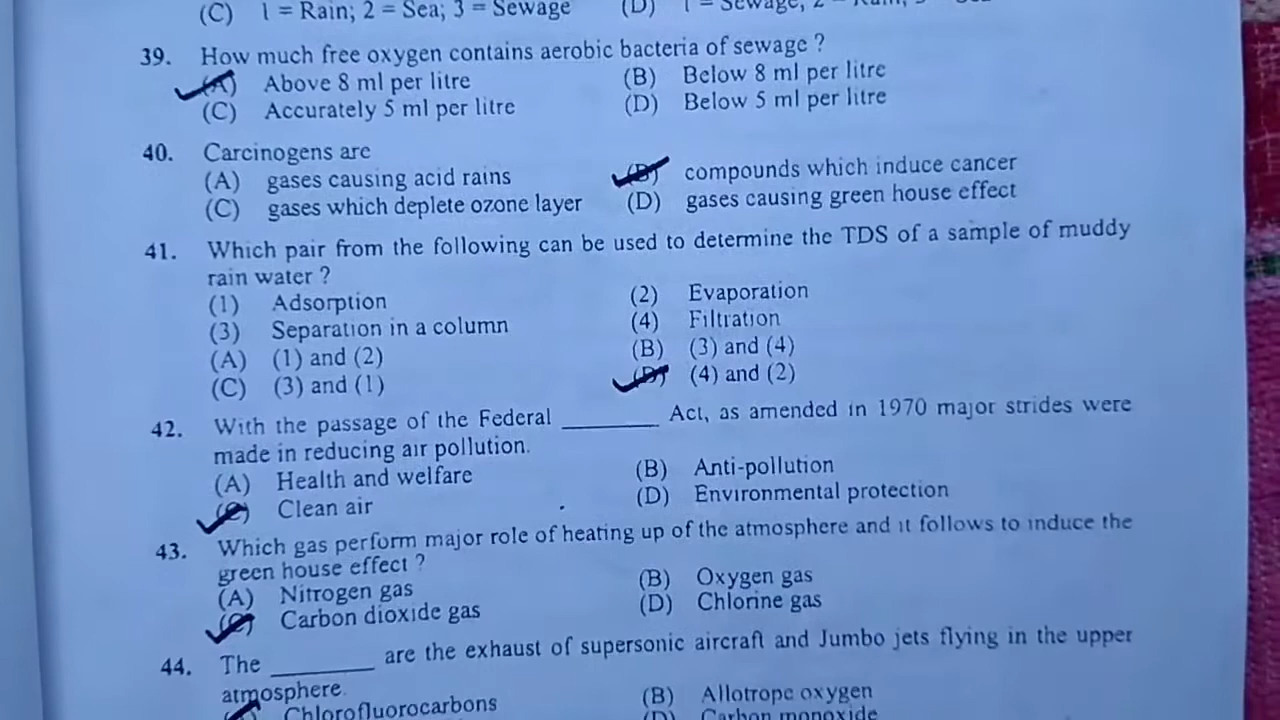 (C) 1 = Rain; 2 = Sea; 3 = Sewage (D) 1 = Sewage; 2 = Rain; 3 =
39. How much free oxygen contains aerobic bacteria of sewage ?
(A) Above 8 ml per litre (B) Below 8 ml per litre
(C) Accurately 5 ml per litre (D) Below 5 ml per litre
40. Carcinogens are
(A) gases causing acid rains (B) compounds which induce cancer
(C) gases which deplete ozone layer (D) gases causing green house effect
41. Which pair from the following can be used to determine the TDS of a sample of muddy
rain water ?
(1) Adsorption (2) Evaporation
(3) Separation in a column (4) Filtration
(A) (1) and (2) (B) (3) and (4)
(C) (3) and (1) (D) (4) and (2)
42. With the passage of the Federal ________ Act, as amended in 1970 major strides were
made in reducing air pollution.
(A) Health and welfare (B) Anti-pollution
(C) Clean air (D) Environmental protection
43. Which gas perform major role of heating up of the atmosphere and it follows to induce the
green house effect ?
(A) Nitrogen gas (B) Oxygen gas
(C) Carbon dioxide gas (D) Chlorine gas
44. The ________ are the exhaust of supersonic aircraft and Jumbo jets flying in the upper
atmosphere.
Chlorofluorocarbons (B) Allotrope oxygen
(D) Carbon monoxide